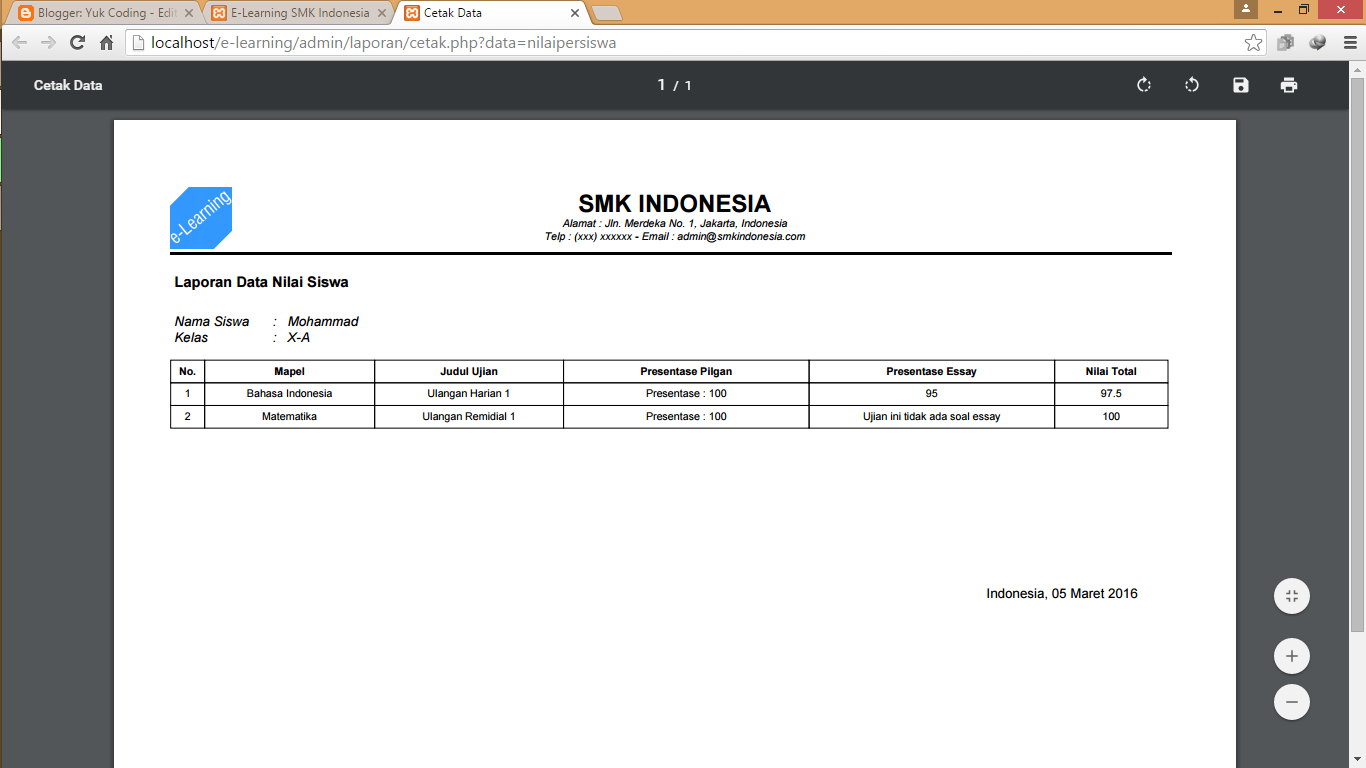 Blogger: Yuk Coding - Edit
E-Learning SMK Indonesia
Cetak Data
localhost/e-learning/admin/laporan/cetak.php?data=nilaipersiswa
Cetak Data
1 / 1
e-Learning
SMK INDONESIA
Alamat : Jln. Merdeka No. 1, Jakarta, Indonesia
Telp : (xxx) xxxxxx - Email : admin@smkindonesia.com
Laporan Data Nilai Siswa
Nama Siswa : Mohammad
Kelas : X-A
No. Mapel Judul Ujian Presentase Pilgan Presentase Essay Nilai Total
1 Bahasa Indonesia Ulangan Harian 1 Presentase : 100 95 97.5
2 Matematika Ulangan Remidial 1 Presentase : 100 Ujian ini tidak ada soal essay 100
Indonesia, 05 Maret 2016